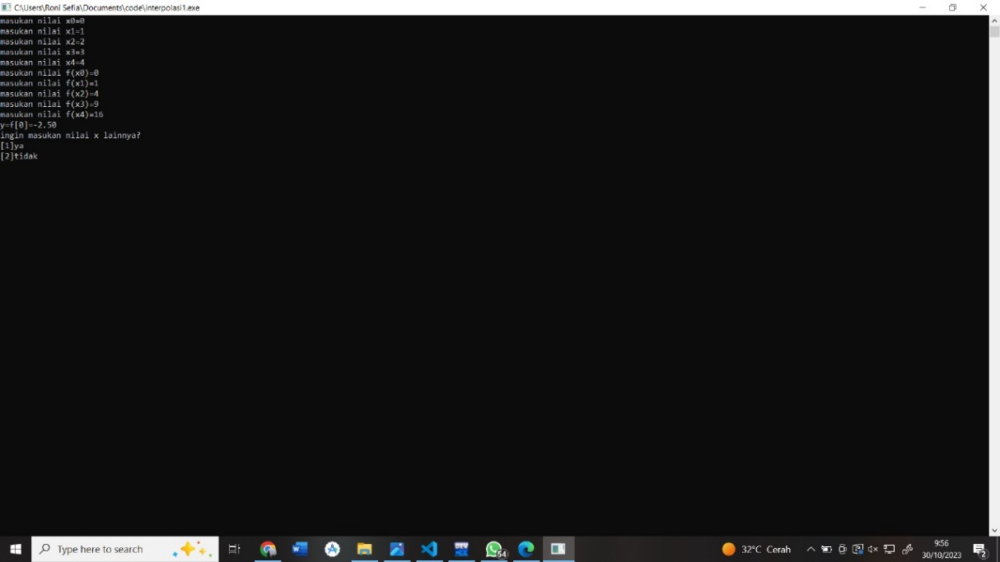 C:\Users\Roni Sefia\Documents\code\interpolasi1.exe
masukan nilai x0=0
masukan nilai x1=1
masukan nilai x2=2
masukan nilai x3=3
masukan nilai x4=4
masukan nilai f(x0)=0
masukan nilai f(x1)=1
masukan nilai f(x2)=4
masukan nilai f(x3)=9
masukan nilai f(x4)=16
y=f[0]=-2.50
ingin masukan nilai x lainnya?
[1]ya
[2]tidak
Type here to search
W
DEV
54
32°C Cerah
9:56
30/10/2023
2